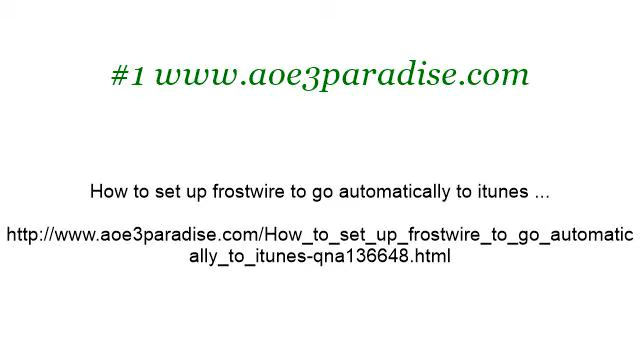 #1 www.aoe3paradise.com
How to set up frostwire to go automatically to itunes ...
http://www.aoe3paradise.com/How_to_set_up_frostwire_to_go_automatic
ally_to_itunes-qna136648.html